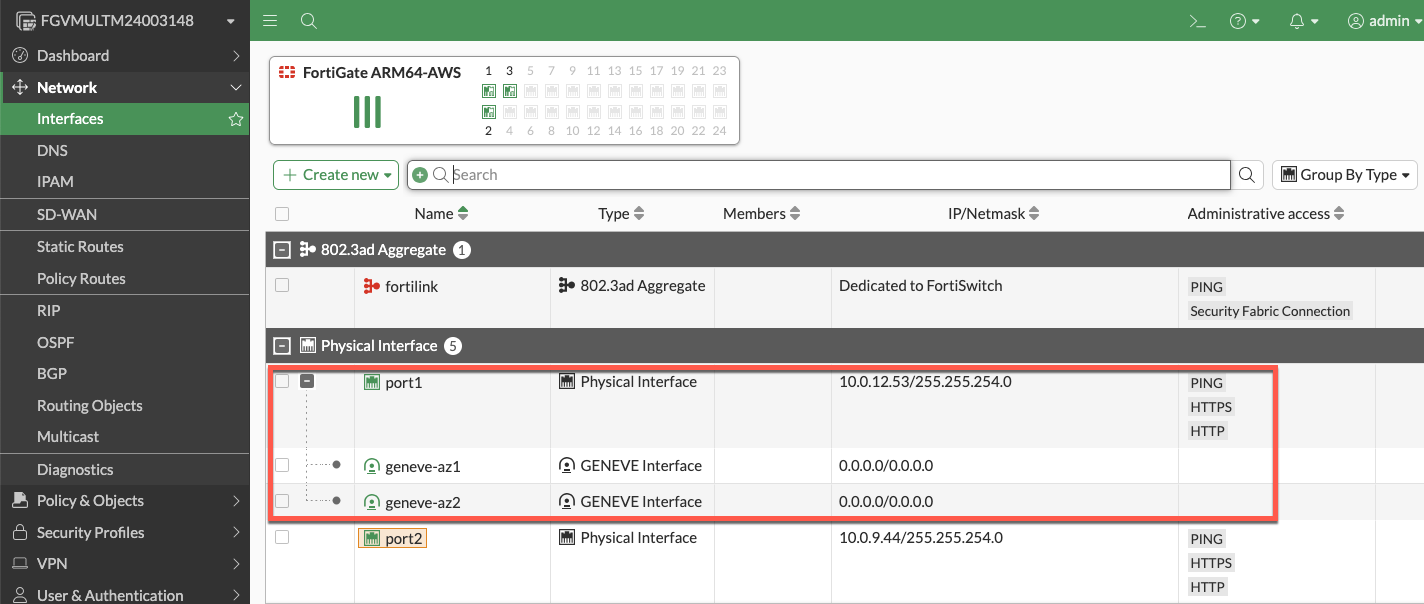 FGVMULTM24003148
admin
Dashboard
Network
Interfaces
DNS
IPAM
SD-WAN
Static Routes
Policy Routes
RIP
OSPF
BGP
Routing Objects
Multicast
Diagnostics
Policy & Objects
Security Profiles
VPN
User & Authentication
FortiGate ARM64-AWS
1 3 5 7 9 11 13 15 17 19 21 23
2 4 6 8 10 12 14 16 18 20 22 24
Create new Search Group By Type
Name Type Members IP/Netmask Administrative access
802.3ad Aggregate 1
fortilink 802.3ad Aggregate Dedicated to FortiSwitch PING
Security Fabric Connection
Physical Interface 5
port1 Physical Interface 10.0.12.53/255.255.254.0 PING
HTTPS
HTTP
geneve-az1 GENEVE Interface 0.0.0.0/0.0.0.0
geneve-az2 GENEVE Interface 0.0.0.0/0.0.0.0
port2 Physical Interface 10.0.9.44/255.255.254.0 PING
HTTPS
HTTP